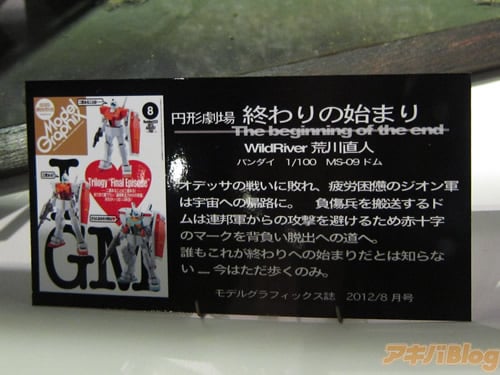 Model Graphix
8
I
GM
Trilogy "Final Episode"
円形劇場 終わりの始まり
The beginning of the end
WildRiver 荒川直人
バンダイ 1/100 MS-09 ドム
オデッサの戦いに敗れ、疲労困憊のジオン軍
は宇宙への帰路に。 負傷兵を搬送するド
ムは連邦軍からの攻撃を避けるため赤十字
のマークを背負い脱出への道へ。
誰もこれが終わりへの始まりだとは知らな
い ― 今はただ歩くのみ。
モデルグラフィックス誌 2012/8 月号
アキバBlog